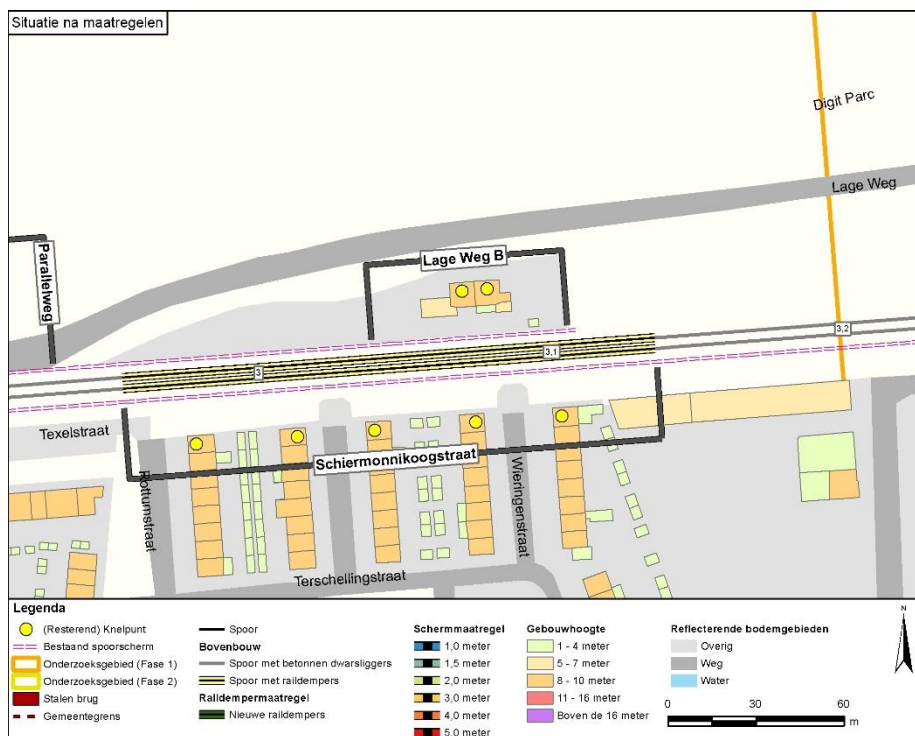 Situatie na maatregelen
Digit Parc
Lage Weg
Parallelweg
Lage Weg B
3,2
3,1
3
Texelstraat
Schiermonnikoogstraat
Rottumstraat
Wieringenstraat
Terschellingstraat
Legenda
(Resterend) Knelpunt
Bestaand spoorscherm
Onderzoeksgebied (Fase 1)
Onderzoeksgebied (Fase 2)
Stalen brug
Gemeentegrens
Spoor
Bovenbouw
Spoor met betonnen dwarsliggers
Spoor met raildempers
Raildempermaatregel
Nieuwe raildempers
Schermmaatregel
1,0 meter
1,5 meter
2,0 meter
3,0 meter
4,0 meter
5,0 meter
Gebouwhoogte
1 - 4 meter
5 - 7 meter
8 - 10 meter
11 - 16 meter
Boven de 16 meter
Reflecterende bodemgebieden
Overig
Weg
Water
N
0 30 60
m